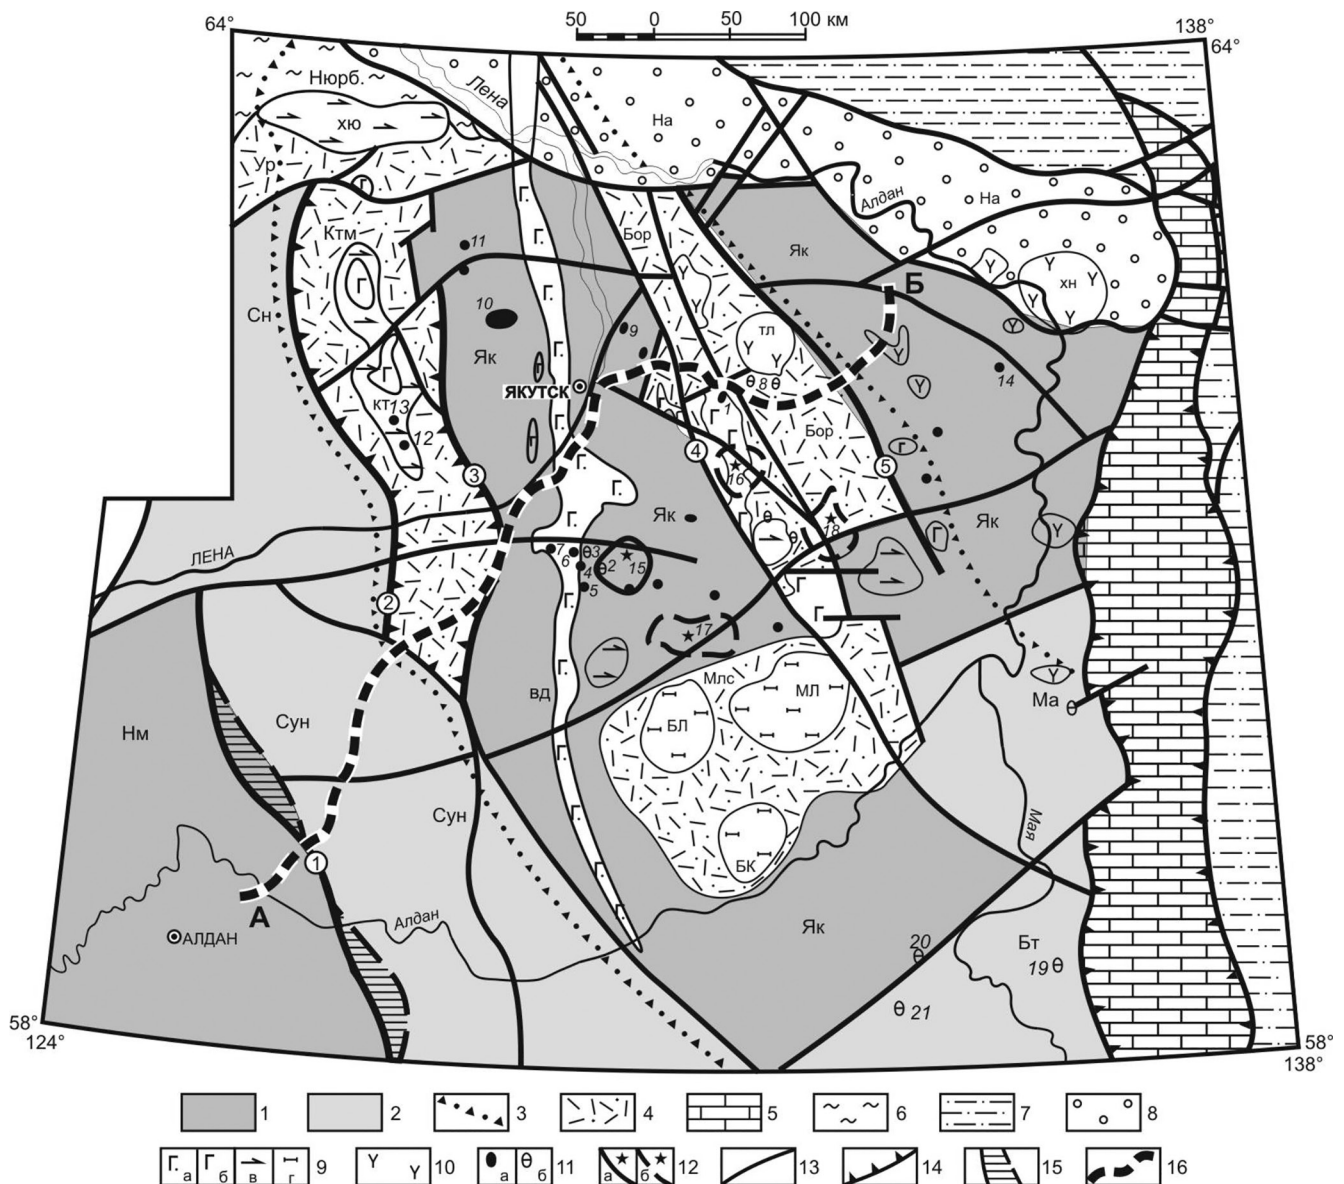 50 0 50 100 км
64°
138°
64°
Нюрб.
Лена
На
хю
Ур
Алдан
На
Ктм
Бор
Як
11
Г
Г.
Y
Б
хн
Сн
10
9
тл
Як
ЯКУТСК
8
14
кт
13
1
12
Бор
3
4
5
16
Як
18
Як
ЛЕНА
7
3
6
2
15
4
5
2
17
Млс
МЛ
вд
БЛ
Ма
Нм
Сун
Сун
Мая
1
БК
А
Алдан
Як
АЛДАН
20
Бт
19
21
58°
124°
58°
138°
1 2 3 4 5 6 7 8
Г. а Г б в г 9 Y Y 10 а б 11 а б 12 13 14 15 16